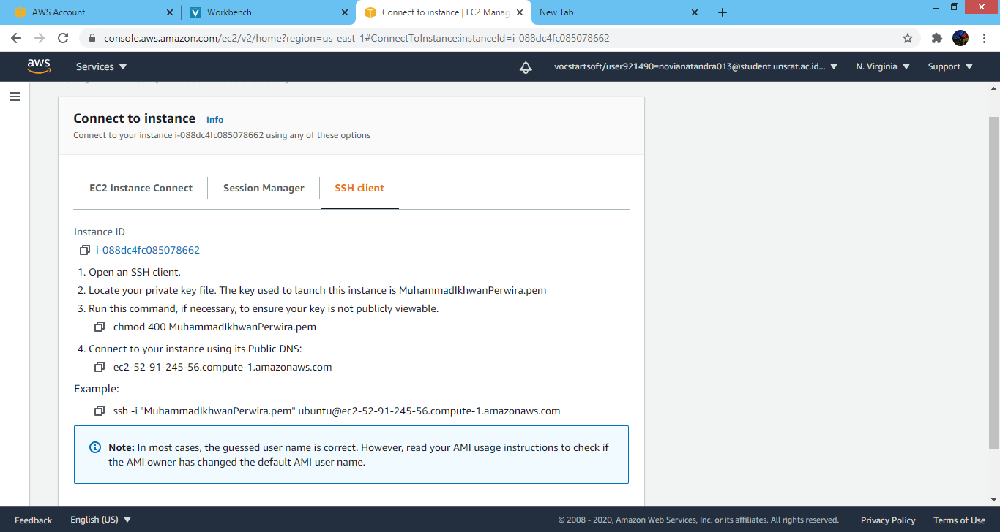 AWS Account
Workbench
Connect to instance | EC2 Manag
New Tab
console.aws.amazon.com/ec2/v2/home?region=us-east-1#ConnectToInstance:instanceId=i-088dc4fc085078662
aws
Services
vocstartsoft/user921490=novianatandra013@student.unsrat.ac.id...
N. Virginia
Support
Connect to instance Info
Connect to your instance i-088dc4fc085078662 using any of these options
EC2 Instance Connect
Session Manager
SSH client
Instance ID
i-088dc4fc085078662
1. Open an SSH client.
2. Locate your private key file. The key used to launch this instance is MuhammadIkhwanPerwira.pem
3. Run this command, if necessary, to ensure your key is not publicly viewable.
chmod 400 MuhammadIkhwanPerwira.pem
4. Connect to your instance using its Public DNS:
ec2-52-91-245-56.compute-1.amazonaws.com
Example:
ssh -i "MuhammadIkhwanPerwira.pem" ubuntu@ec2-52-91-245-56.compute-1.amazonaws.com
Note: In most cases, the guessed user name is correct. However, read your AMI usage instructions to check if
the AMI owner has changed the default AMI user name.
Feedback
English (US)
© 2008 - 2020, Amazon Web Services, Inc. or its affiliates. All rights reserved.
Privacy Policy
Terms of Use